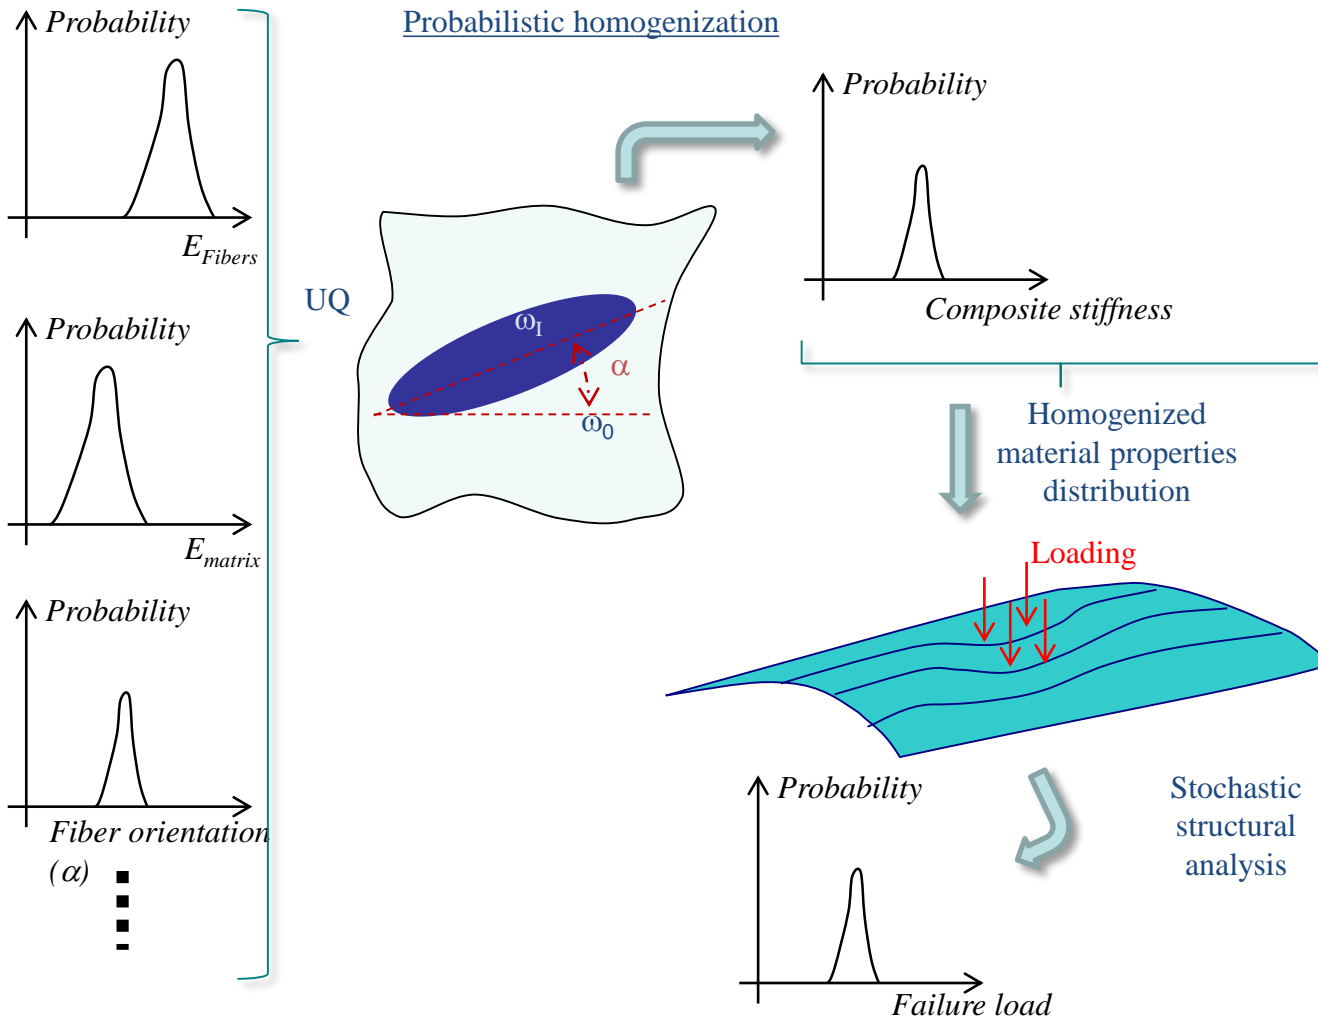 Probabilistic homogenization
Probability
E_Fibers
Probability
E_matrix
Probability
Fiber orientation
(α)
UQ
ω_I
α
ω_0
Probability
Composite stiffness
Homogenized
material properties
distribution
Loading
Stochastic
structural
analysis
Probability
Failure load